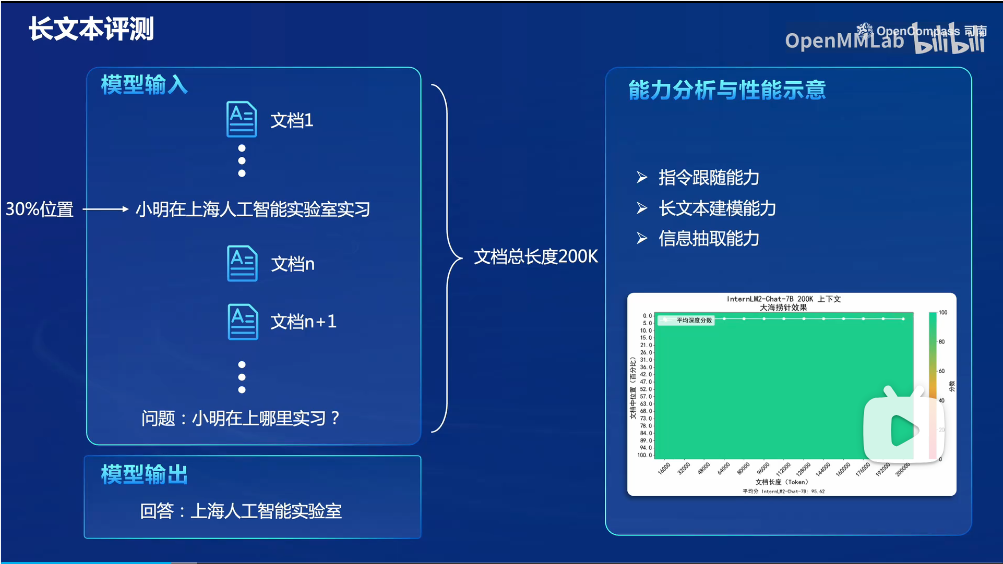 长文本评测
OpenCompass 司南
OpenMMLab bilibili
模型输入
文档1
30%位置
小明在上海人工智能实验室实习
文档n
文档n+1
问题：小明在上哪里实习？
文档总长度200K
模型输出
回答：上海人工智能实验室
能力分析与性能示意
指令跟随能力
长文本建模能力
信息抽取能力
InternLM2-Chat-7B 200K 上下文
大海捞针效果
平均深度分数
文档中位置（百分比）
0.0
5.0
10.0
15.0
21.0
26.0
31.0
36.0
42.0
47.0
52.0
57.0
63.0
68.0
73.0
78.0
84.0
89.0
94.0
100.0
16000 32000 48000 64000 80000 96000 112000 128000 144000 160000 176000 192000 200000
文档长度（Token）
平均分 InternLM2-Chat-7B: 95.62
100
80
60
40
0
分数